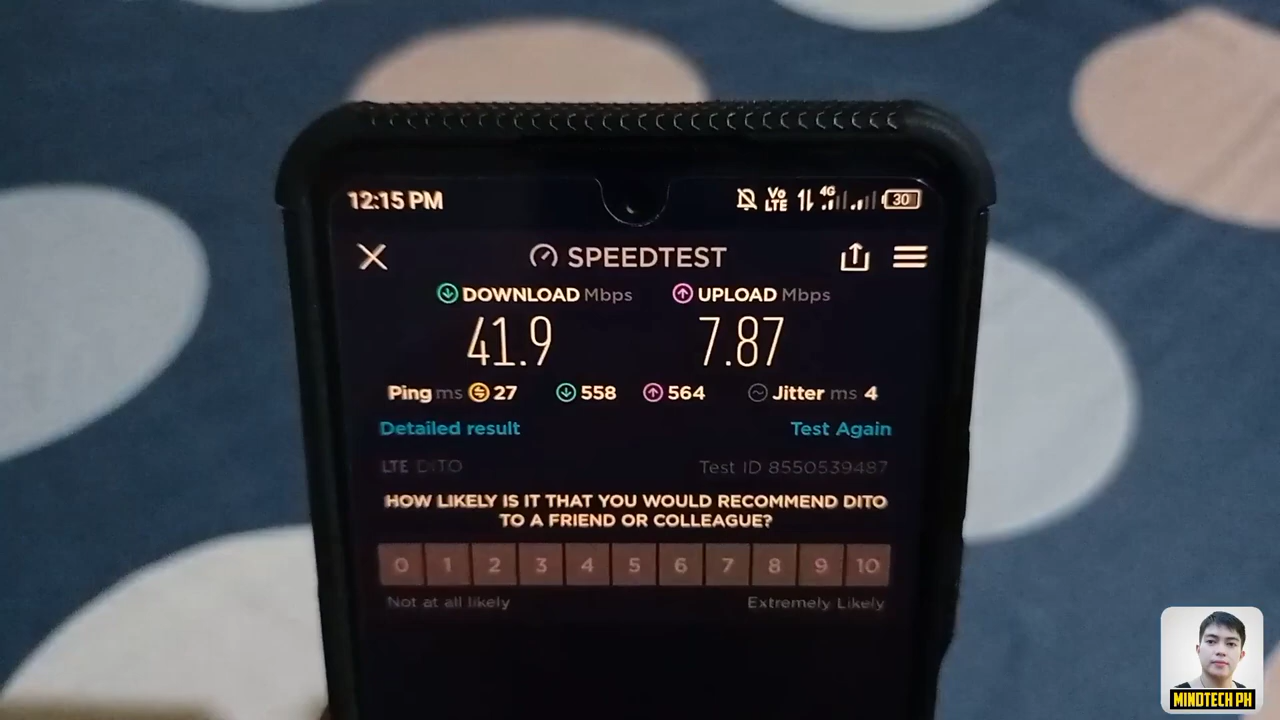 12:15 PM Vo LTE 4G 30
SPEEDTEST
DOWNLOAD Mbps UPLOAD Mbps
41.9 7.87
Ping ms 27 558 564 Jitter ms 4
Detailed result Test Again
LTE DITO Test ID 8550539487
HOW LIKELY IS IT THAT YOU WOULD RECOMMEND DITO
TO A FRIEND OR COLLEAGUE?
0 1 2 3 4 5 6 7 8 9 10
Not at all likely Extremely Likely
MINDTECH PH